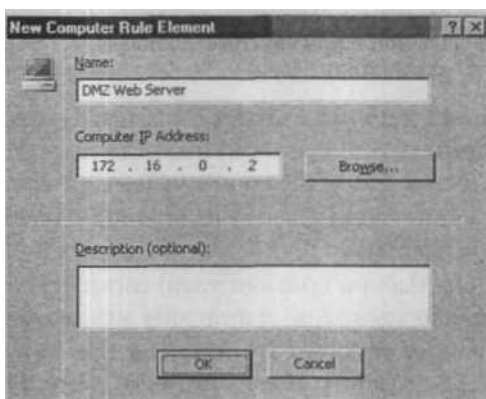 New Computer Rule Element
Name:
DMZ Web Server
Computer IP Address:
172 . 16 . 0 . 2
Browse...
Description (optional):
OK
Cancel